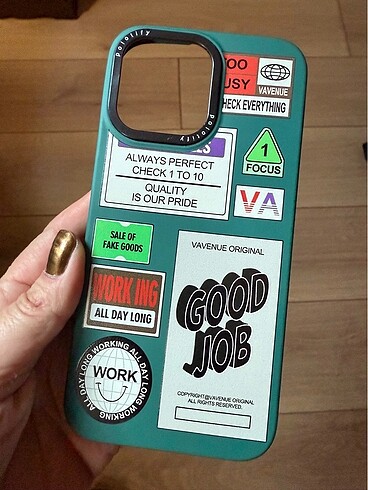 Polotify
Polotify
OO
USY
VAVENUE
HECK EVERYTHING
ALWAYS PERFECT
CHECK 1 TO 10
QUALITY
IS OUR PRIDE
1
FOCUS
VA
SALE OF
FAKE GOODS
WORK ING
ALL DAY LONG
WORKING ALL DAY LONG WORKING ALL DAY LONG
WORK
VAVENUE ORIGINAL
GOOD
JOB
COPYRIGHT@VAVENUE ORIGINAL
ALL RIGHTS RESERVED.